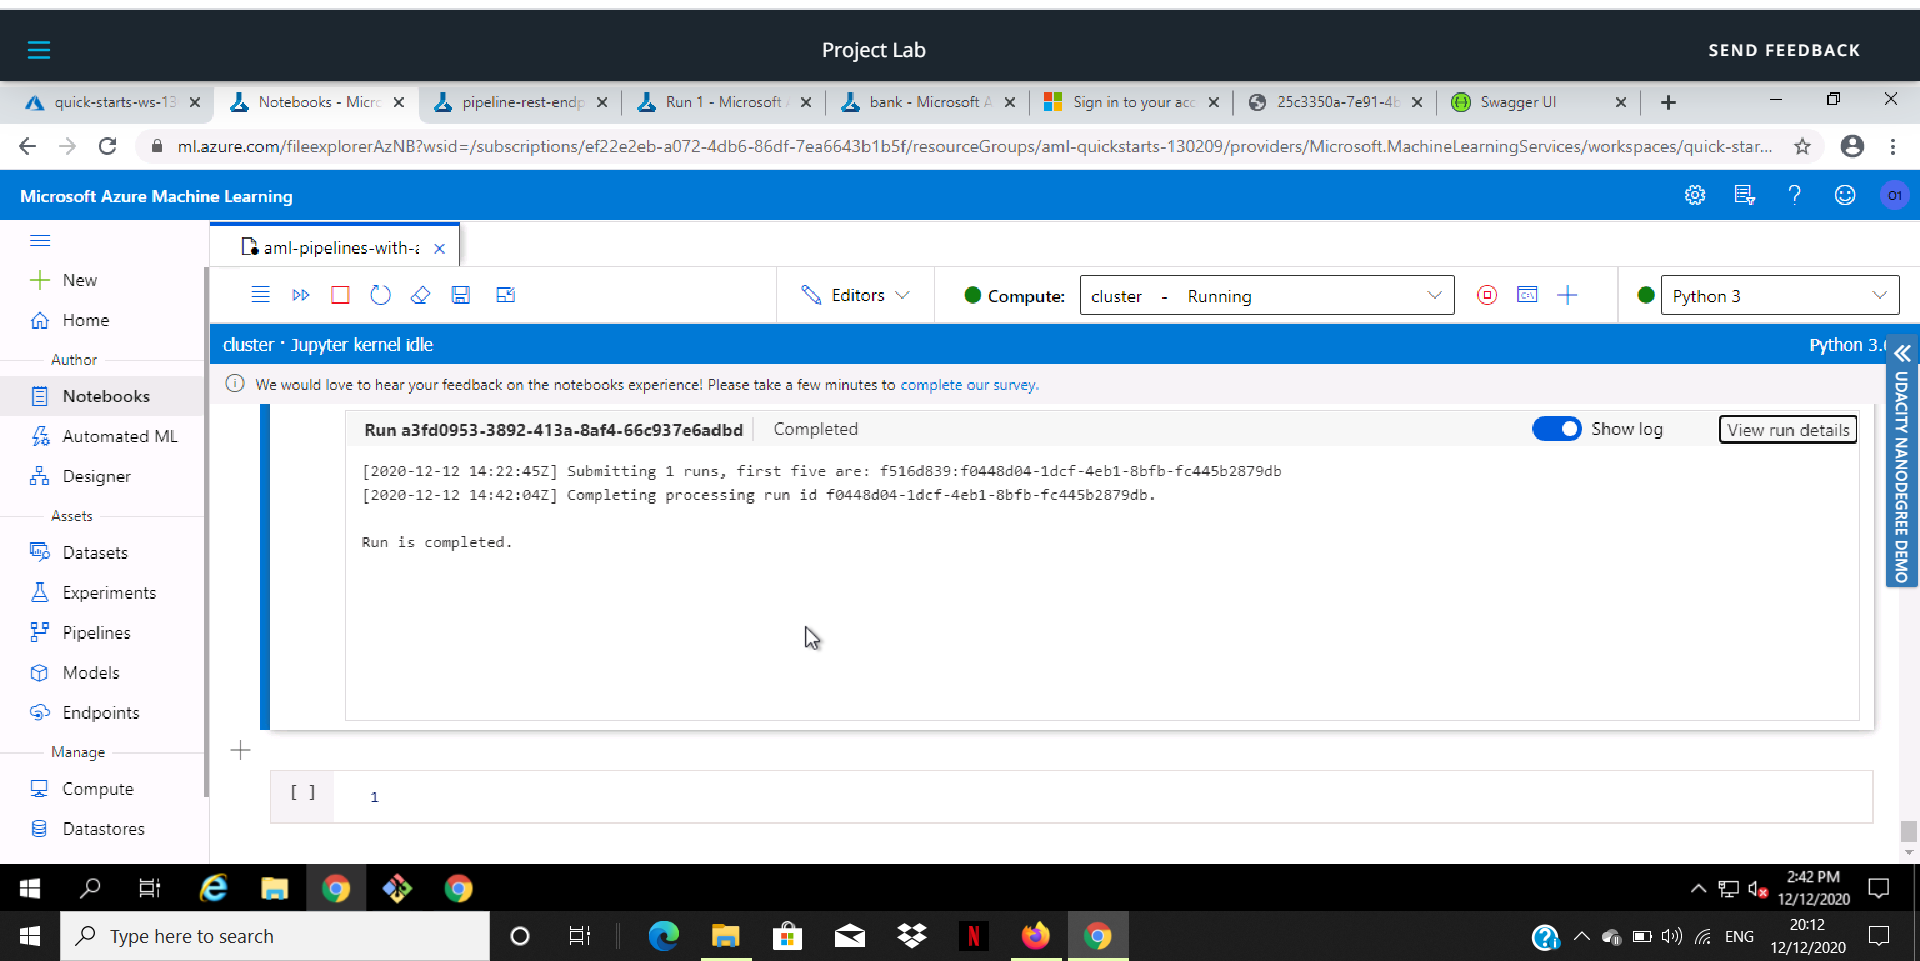 Project Lab
SEND FEEDBACK
quick-starts-ws-13
Notebooks - Micro
pipeline-rest-endp
Run 1 - Microsoft A
bank - Microsoft A
Sign in to your acc
25c3350a-7e91-4b
Swagger UI
ml.azure.com/fileexplorerAzNB?wsid=/subscriptions/ef22e2eb-a072-4db6-86df-7ea6643b1b5f/resourceGroups/aml-quickstarts-130209/providers/Microsoft.MachineLearningServices/workspaces/quick-star...
Microsoft Azure Machine Learning
O1
New
Home
Author
Notebooks
Automated ML
Designer
Assets
Datasets
Experiments
Pipelines
Models
Endpoints
Manage
Compute
Datastores
aml-pipelines-with-a
Editors
Compute:
cluster - Running
Python 3
cluster · Jupyter kernel idle
Python 3.6
We would love to hear your feedback on the notebooks experience! Please take a few minutes to complete our survey.
UDACITY NANODEGREE DEMO
Run a3fd0953-3892-413a-8af4-66c937e6adbd
Completed
Show log
View run details
[2020-12-12 14:22:45Z] Submitting 1 runs, first five are: f516d839:f0448d04-1dcf-4eb1-8bfb-fc445b2879db
[2020-12-12 14:42:04Z] Completing processing run id f0448d04-1dcf-4eb1-8bfb-fc445b2879db.
Run is completed.
[ ]
1
2:42 PM
12/12/2020
Type here to search
ENG
20:12
12/12/2020